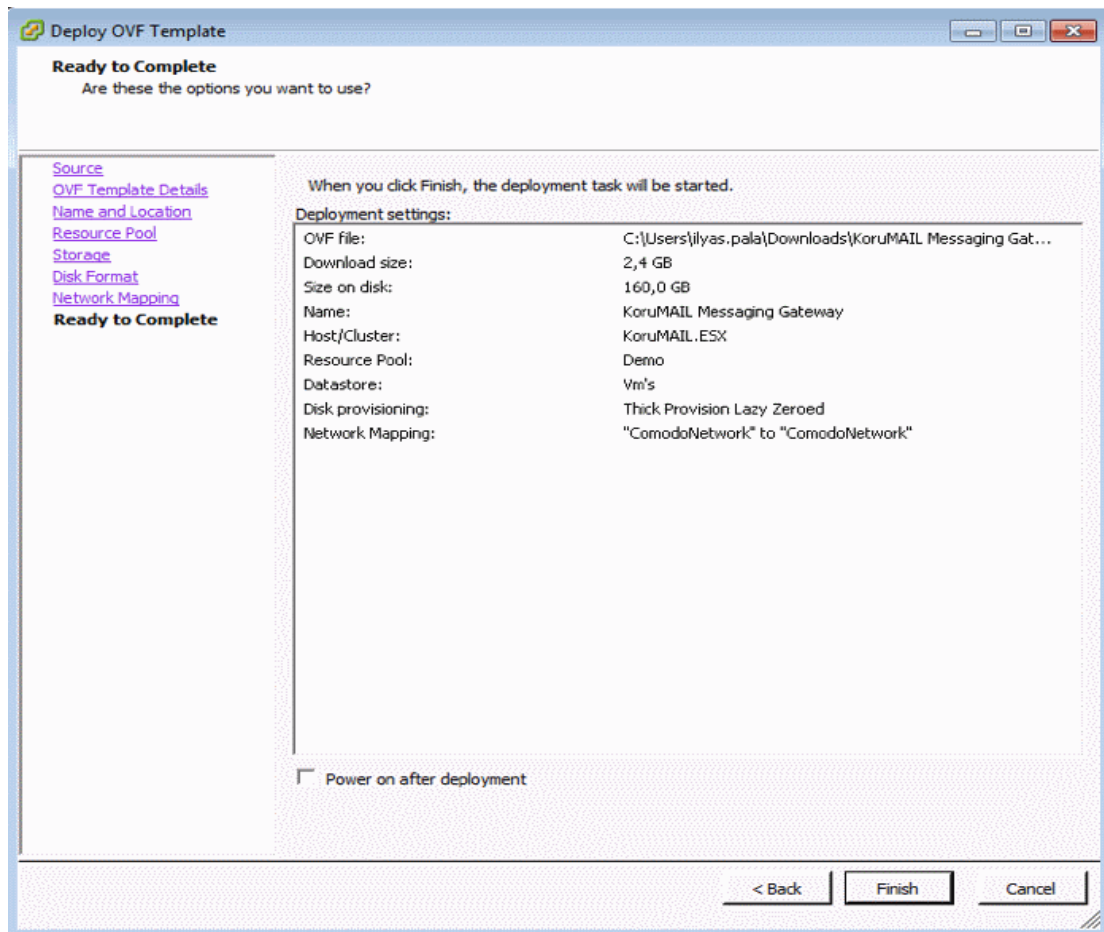 Deploy OVF Template
Ready to Complete
Are these the options you want to use?
Source
OVF Template Details
Name and Location
Resource Pool
Storage
Disk Format
Network Mapping
Ready to Complete
When you click Finish, the deployment task will be started.
Deployment settings:
OVF file: C:\Users\ilyas.pala\Downloads\KoruMAIL Messaging Gat...
Download size: 2,4 GB
Size on disk: 160,0 GB
Name: KoruMAIL Messaging Gateway
Host/Cluster: KoruMAIL.ESX
Resource Pool: Demo
Datastore: Vm's
Disk provisioning: Thick Provision Lazy Zeroed
Network Mapping: "ComodoNetwork" to "ComodoNetwork"
Power on after deployment
< Back Finish Cancel